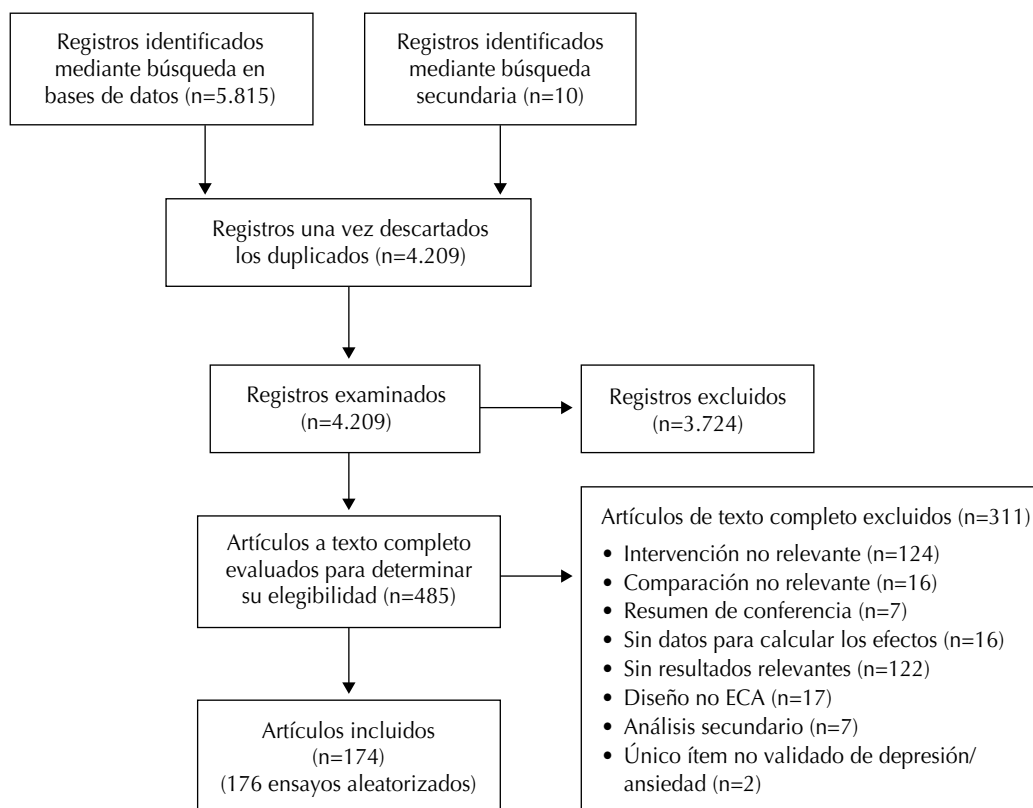 Registros identificados
mediante búsqueda en
bases de datos (n=5.815)
Registros identificados
mediante búsqueda
secundaria (n=10)
Registros una vez descartados
los duplicados (n=4.209)
Registros examinados
(n=4.209)
Registros excluidos
(n=3.724)
Artículos a texto completo
evaluados para determinar
su elegibilidad (n=485)
Artículos de texto completo excluidos (n=311)
• Intervención no relevante (n=124)
• Comparación no relevante (n=16)
• Resumen de conferencia (n=7)
• Sin datos para calcular los efectos (n=16)
• Sin resultados relevantes (n=122)
• Diseño no ECA (n=17)
• Análisis secundario (n=7)
• Único ítem no validado de depresión/
ansiedad (n=2)
Artículos incluidos
(n=174)
(176 ensayos aleatorizados)